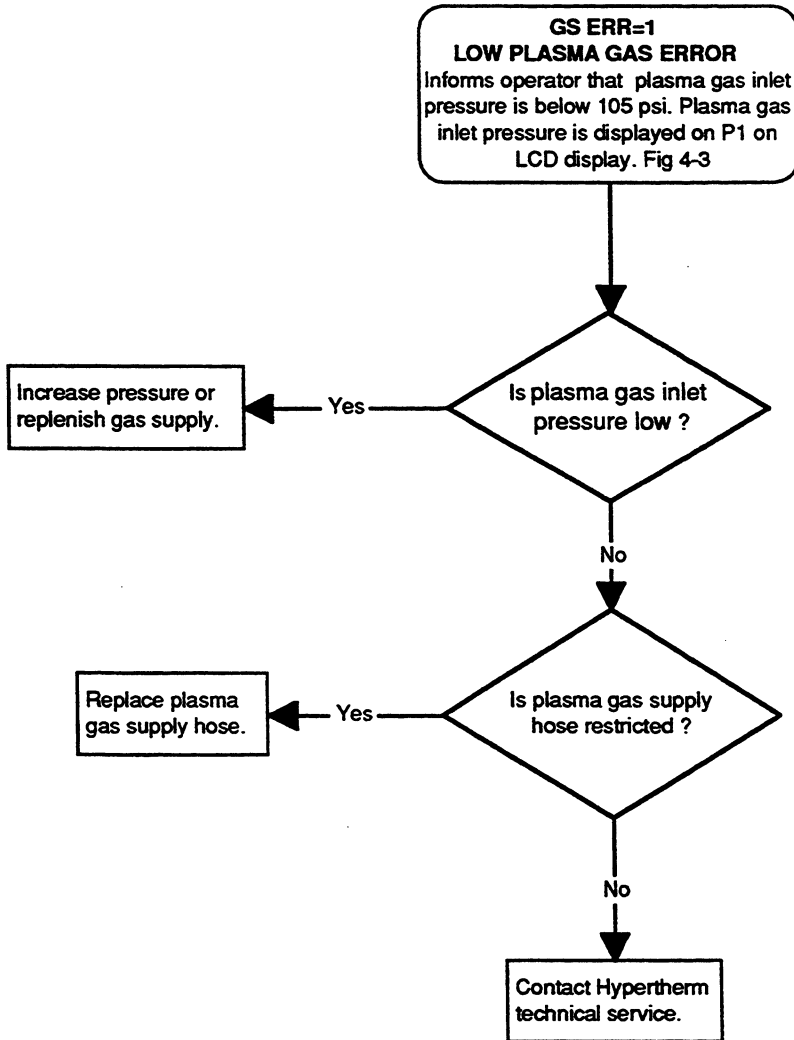 GS ERR=1
LOW PLASMA GAS ERROR
Informs operator that plasma gas inlet
pressure is below 105 psi. Plasma gas
inlet pressure is displayed on P1 on
LCD display. Fig 4-3
Is plasma gas inlet
pressure low ?
Yes
Increase pressure or
replenish gas supply.
No
Is plasma gas supply
hose restricted ?
Yes
Replace plasma
gas supply hose.
No
Contact Hypertherm
technical service.